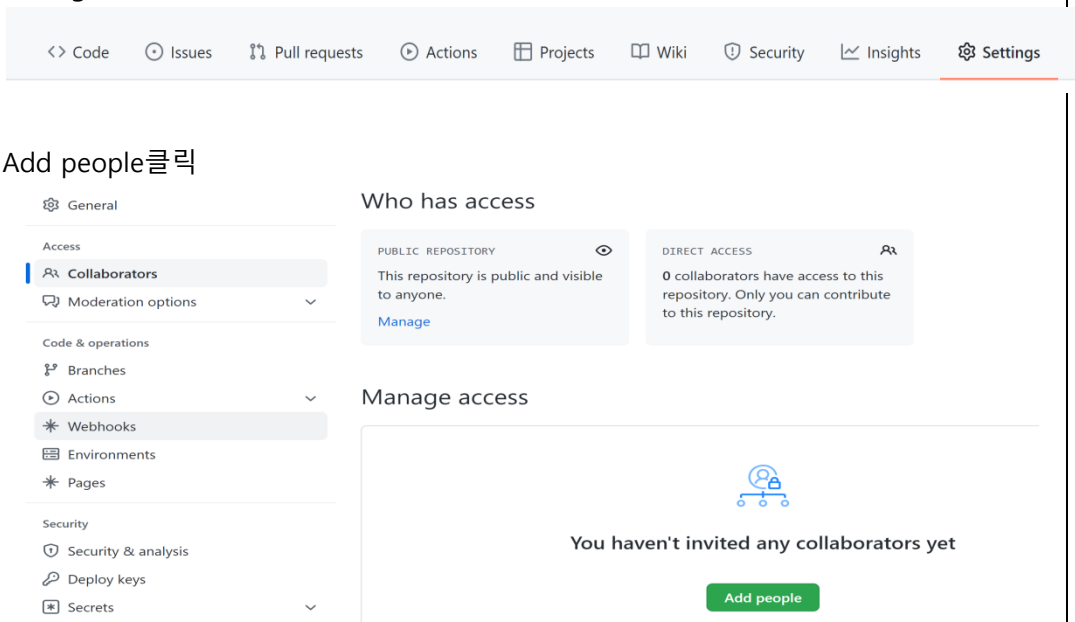 Code Issues Pull requests Actions Projects Wiki Security Insights Settings
Add people클릭
General
Access
Collaborators
Moderation options
Code & operations
Branches
Actions
Webhooks
Environments
Pages
Security
Security & analysis
Deploy keys
Secrets
Who has access
PUBLIC REPOSITORY
This repository is public and visible
to anyone.
Manage
DIRECT ACCESS
0 collaborators have access to this
repository. Only you can contribute
to this repository.
Manage access
You haven't invited any collaborators yet
Add people